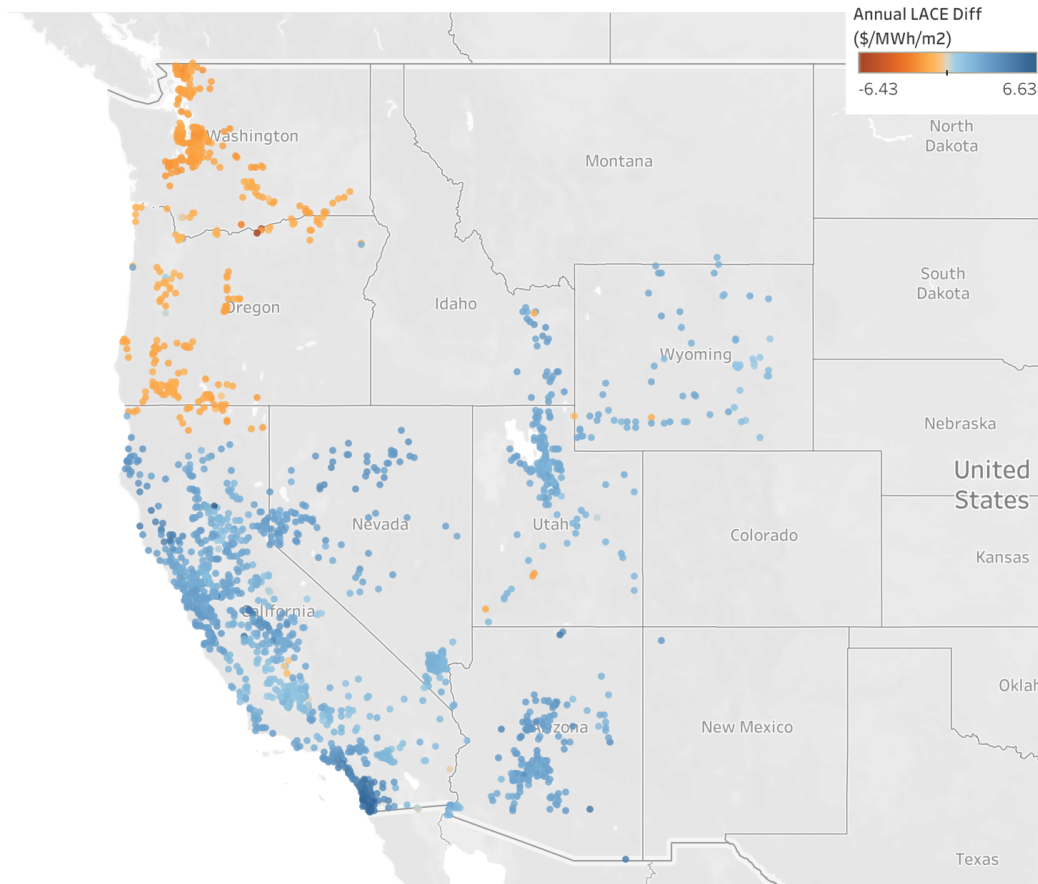 Annual LACE Diff
($/MWh/m2)
-6.43
6.63
Washington
Montana
North
Dakota
Oregon
Idaho
South
Dakota
Wyoming
Nebraska
United
States
Nevada
Utah
Colorado
Kansas
California
Arizona
New Mexico
Oklah
Texas